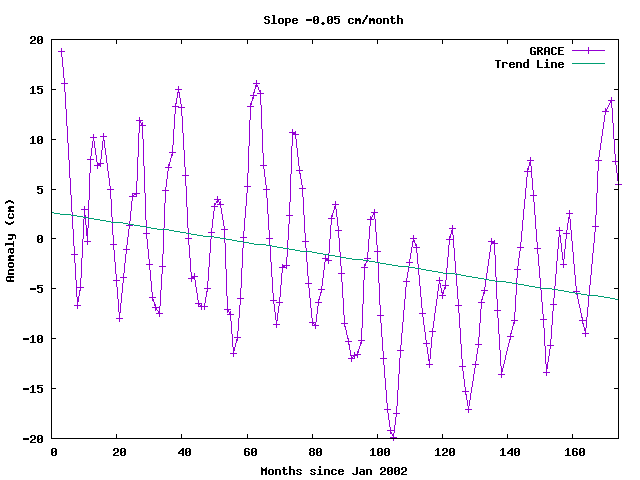 Slope -0.05 cm/month
GRACE
Trend Line
Anomaly (cm)
20
15
10
5
0
-5
-10
-15
-20
0 20 40 60 80 100 120 140 160
Months since Jan 2002